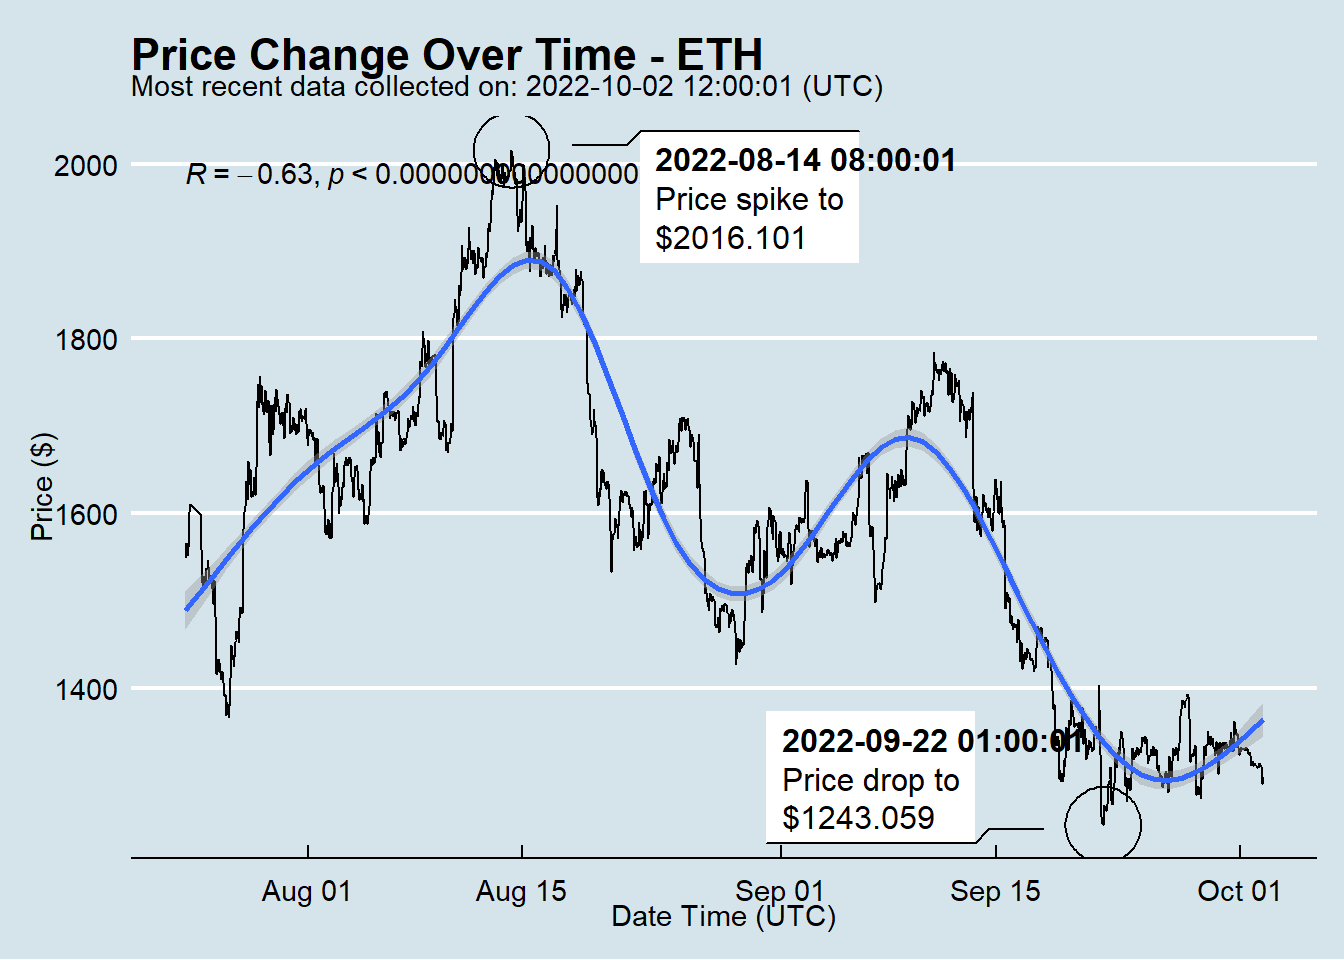 Price Change Over Time - ETH
Most recent data collected on: 2022-10-02 12:00:01 (UTC)
R = −0.63, p < 0.00000000000000
2022-08-14 08:00:01
Price spike to
$2016.101
2000
1800
1600
1400
Price ($)
2022-09-22 01:00:01
Price drop to
$1243.059
Aug 01 Aug 15 Sep 01 Sep 15 Oct 01
Date Time (UTC)